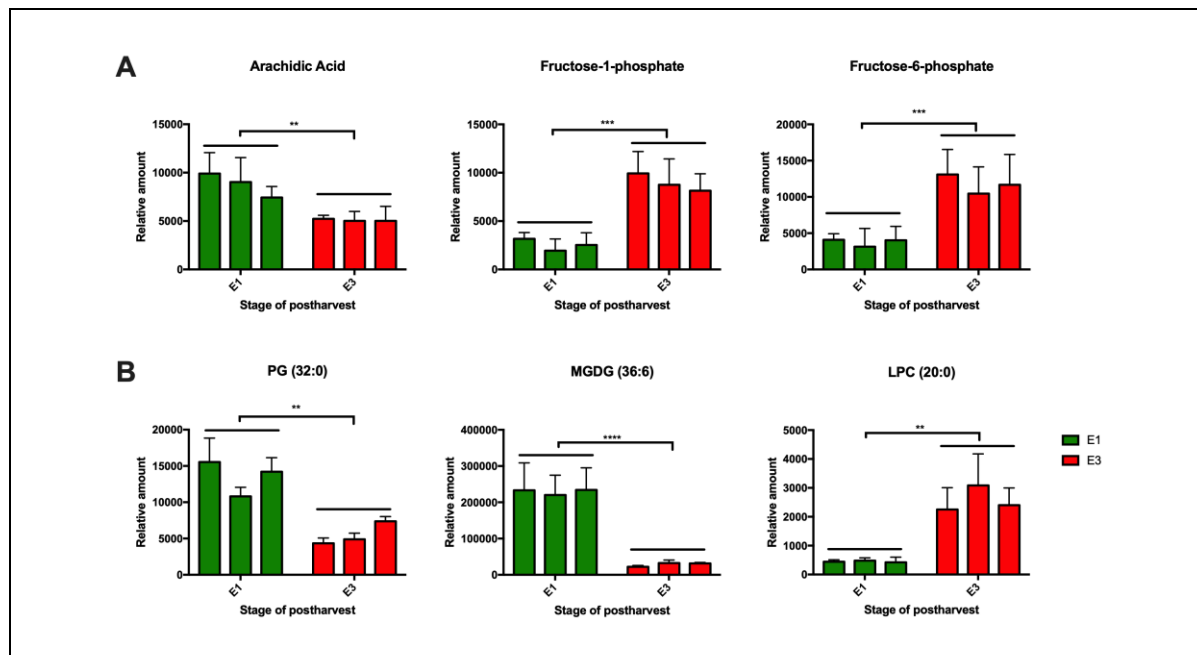 A
Arachidic Acid
Relative amount
15000
10000
5000
0
**
E1
E3
Stage of postharvest
Fructose-1-phosphate
Relative amount
15000
10000
5000
0
***
E1
E3
Stage of postharvest
Fructose-6-phosphate
Relative amount
20000
15000
10000
5000
0
***
E1
E3
Stage of postharvest
B
PG (32:0)
Relative amount
20000
15000
10000
5000
0
**
E1
E3
Stage of postharvest
MGDG (36:6)
Relative amount
400000
300000
200000
100000
0
****
E1
E3
Stage of postharvest
LPC (20:0)
Relative amount
5000
4000
3000
2000
1000
0
**
E1
E3
Stage of postharvest
E1
E3